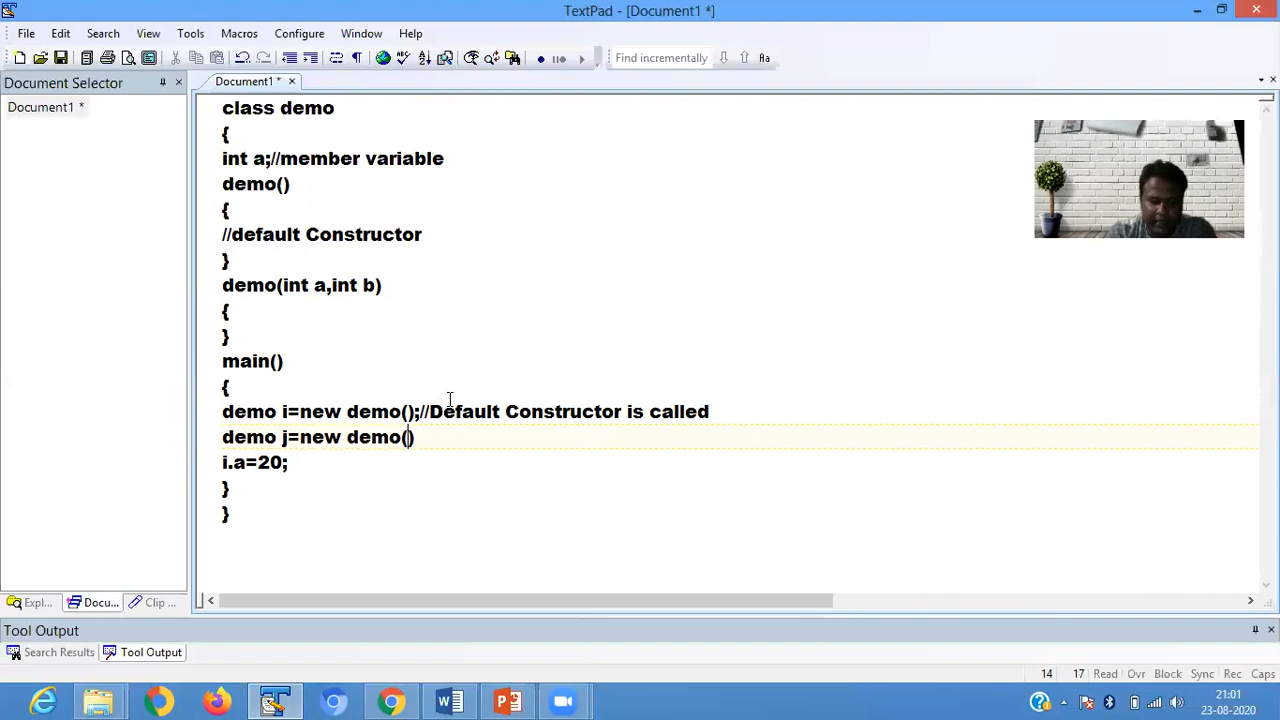 TextPad - [Document1 *]
File Edit Search View Tools Macros Configure Window Help
Find incrementally
Document Selector
Document1 *
Document1 *
class demo
{
int a;//member variable
demo()
{
//default Constructor
}
demo(int a,int b)
{
}
main()
{
demo i=new demo();//Default Constructor is called
demo j=new demo()
i.a=20;
}
}
Expl... Docu... Clip ...
Tool Output
Search Results Tool Output
14 17 Read Ovr Block Sync Rec Caps
21:01
23-08-2020